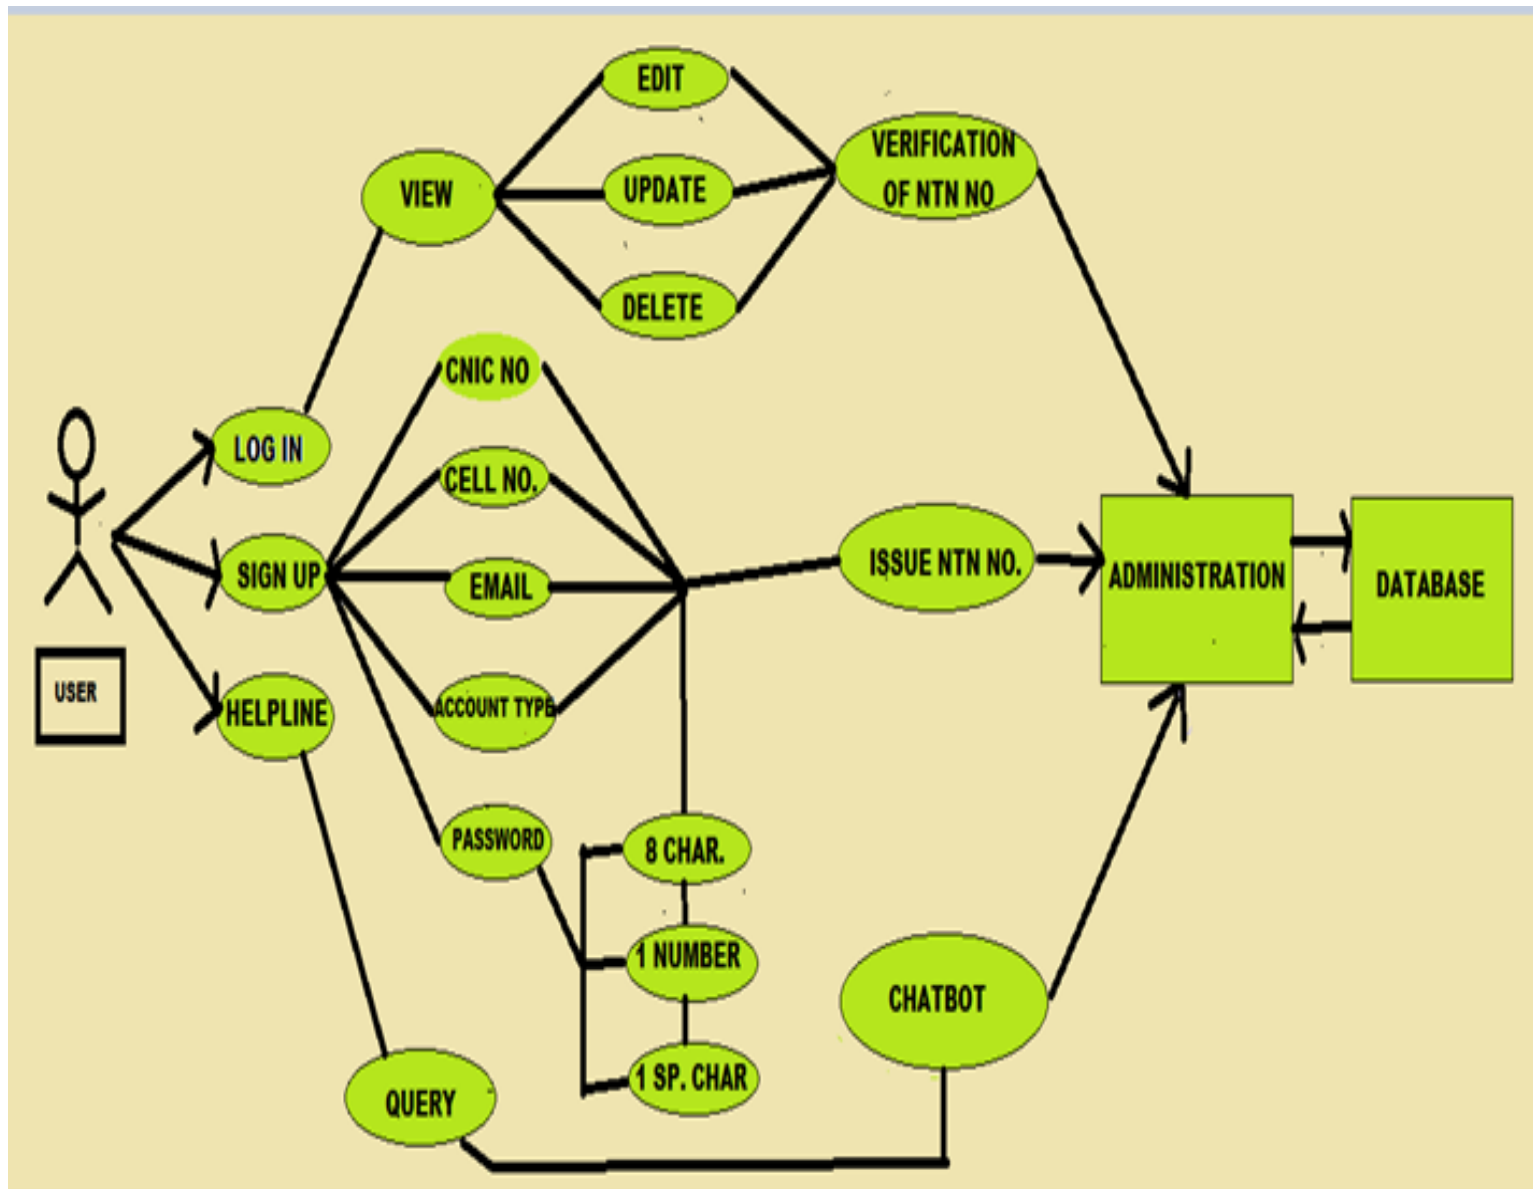 EDIT
VERIFICATION
OF NTN NO
VIEW
UPDATE
DELETE
CNIC NO
LOG IN
CELL NO.
SIGN UP
EMAIL
ISSUE NTN NO.
ADMINISTRATION
DATABASE
USER
HELPLINE
ACCOUNT TYPE
PASSWORD
8 CHAR.
1 NUMBER
CHATBOT
1 SP. CHAR
QUERY